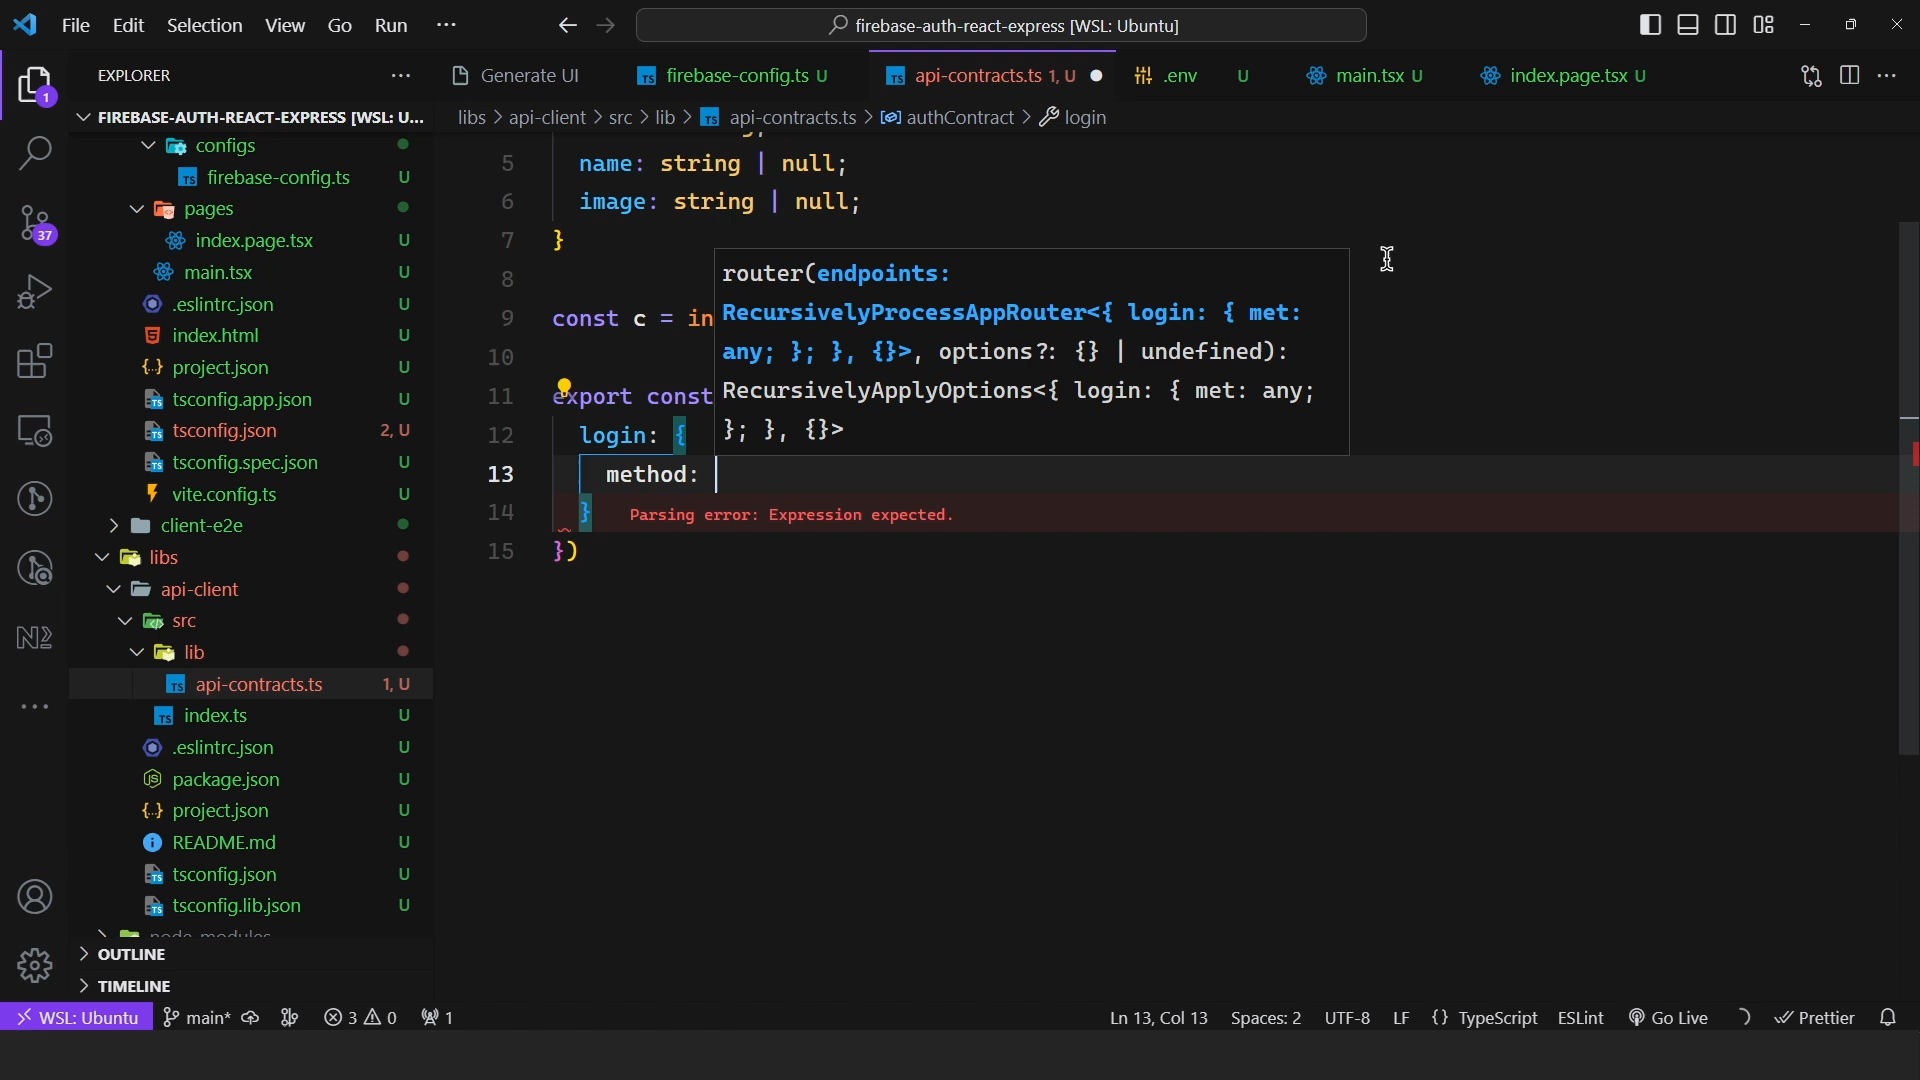 File Edit Selection View Go Run ...
firebase-auth-react-express [WSL: Ubuntu]
EXPLORER
Generate UI
firebase-config.ts U
api-contracts.ts 1, U
.env U
main.tsx U
index.page.tsx U
FIREBASE-AUTH-REACT-EXPRESS [WSL: U...
libs > api-client > src > lib > api-contracts.ts > authContract > login
1
37
configs
firebase-config.ts U
pages
index.page.tsx U
main.tsx U
.eslintrc.json U
index.html U
project.json U
tsconfig.app.json U
tsconfig.json 2, U
tsconfig.spec.json U
vite.config.ts U
client-e2e
libs
api-client
src
lib
api-contracts.ts 1, U
index.ts U
.eslintrc.json U
package.json U
project.json U
README.md U
tsconfig.json U
tsconfig.lib.json U
OUTLINE
TIMELINE
5 name: string | null;
6 image: string | null;
7 }
8
9 const c = in
10
11 export const
12 login: {
13 method:
14 } Parsing error: Expression expected.
15 })
router(endpoints:
RecursivelyProcessAppRouter<{ login: { met:
any; }; }, {}>, options?: {} | undefined):
RecursivelyApplyOptions<{ login: { met: any;
}; }, {}>
WSL: Ubuntu main* 3 0 1 Ln 13, Col 13 Spaces: 2 UTF-8 LF {} TypeScript ESLint Go Live Prettier